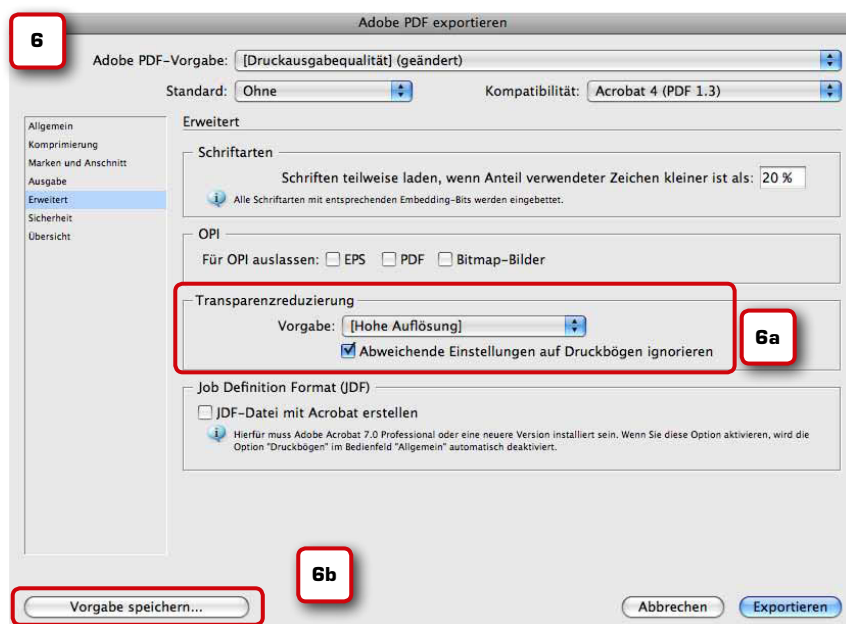 Adobe PDF exportieren
6
Adobe PDF-Vorgabe: [Druckausgabequalität] (geändert)
Standard: Ohne Kompatibilität: Acrobat 4 (PDF 1.3)
Allgemein
Komprimierung
Marken und Anschnitt
Ausgabe
Erweitert
Sicherheit
Übersicht
Erweitert
Schriftarten
Schriften teilweise laden, wenn Anteil verwendeter Zeichen kleiner ist als: 20 %
Alle Schriftarten mit entsprechenden Embedding-Bits werden eingebettet.
OPI
Für OPI auslassen: EPS PDF Bitmap-Bilder
Transparenzreduzierung
Vorgabe: [Hohe Auflösung]
Abweichende Einstellungen auf Druckbögen ignorieren
6a
Job Definition Format (JDF)
JDF-Datei mit Acrobat erstellen
Hierfür muss Adobe Acrobat 7.0 Professional oder eine neuere Version installiert sein. Wenn Sie diese Option aktivieren, wird die
Option "Druckbögen" im Bedienfeld "Allgemein" automatisch deaktiviert.
6b
Vorgabe speichern... Abbrechen Exportieren